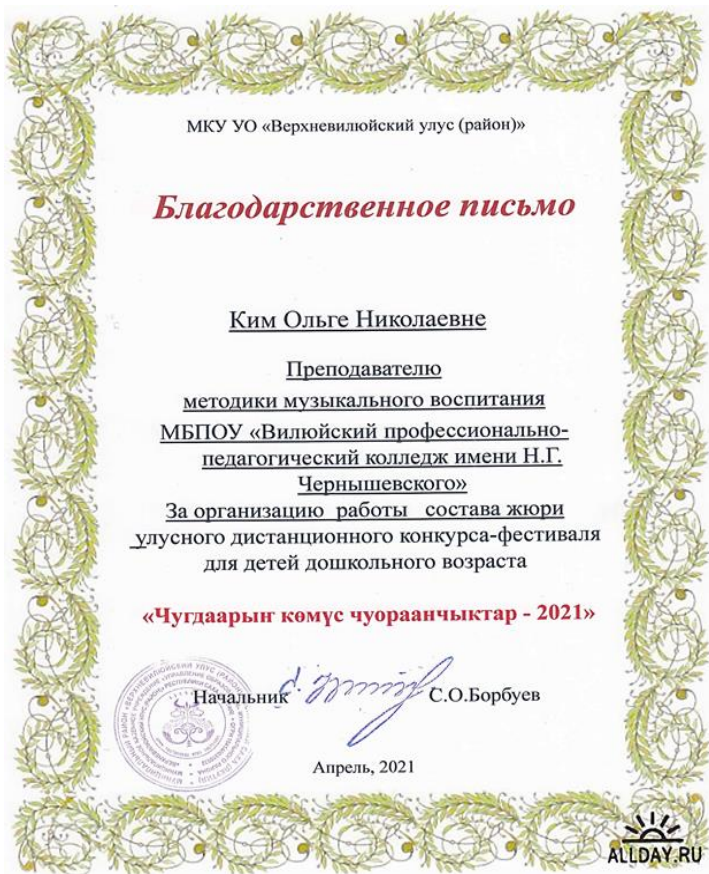 МКУ УО «Верхневилюйский улус (район)»
Благодарственное письмо
Ким Ольге Николаевне
Преподавателю
методики музыкального воспитания
МБПОУ «Вилюйский профессионально-
педагогический колледж имени Н.Г.
Чернышевского»
За организацию работы состава жюри
улусного дистанционного конкурса-фестиваля
для детей дошкольного возраста
«Чугдаарыҥ көмүс чуораанчыктар - 2021»
Начальник С.О.Борбуев
Апрель, 2021
ALLDAY.RU